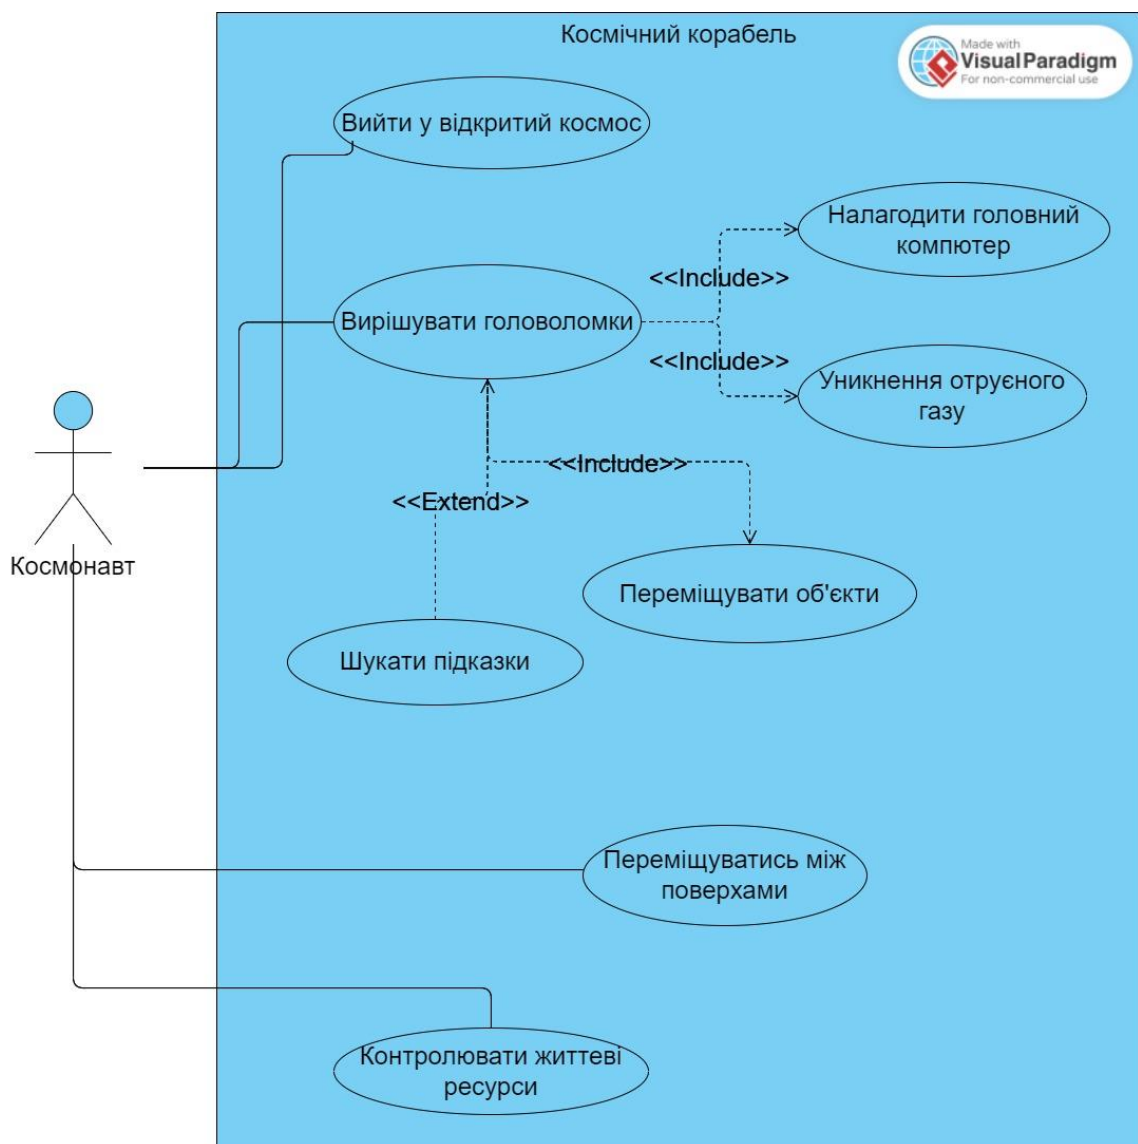 Космічний корабель
Made with
Visual Paradigm
For non-commercial use
Вийти у відкритий космос
Налагодити головний
компютер
<<Include>>
Вирішувати головоломки
<<Include>>
Уникнення отруєного
газу
<<Include>>
<<Extend>>
Космонавт
Переміщувати об'єкти
Шукати підказки
Переміщуватись між
поверхами
Контролювати життеві
ресурси